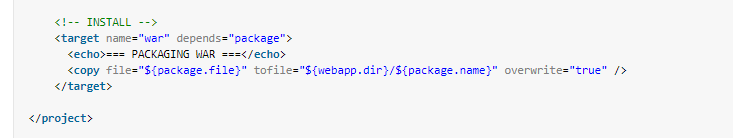 <!-- INSTALL -->
<target name="war" depends="package">
<echo>=== PACKAGING WAR ===</echo>
<copy file="${package.file}" tofile="${webapp.dir}/${package.name}" overwrite="true" />
</target>
</project>